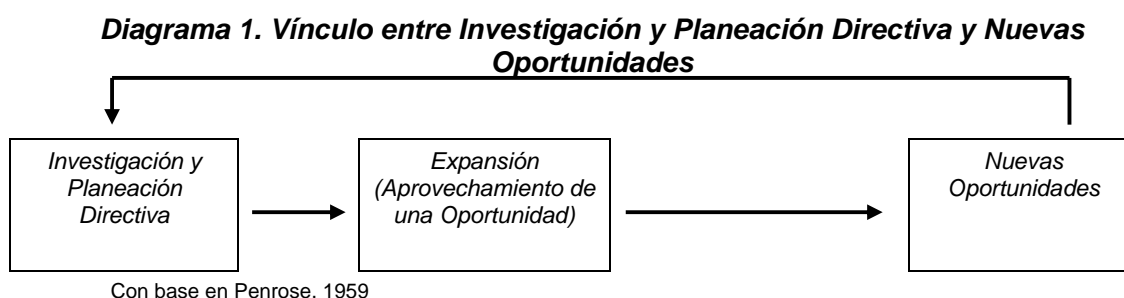 Diagrama 1. Vínculo entre Investigación y Planeación Directiva y Nuevas
Oportunidades
Investigación y
Planeación
Directiva
Expansión
(Aprovechamiento de
una Oportunidad)
Nuevas
Oportunidades
Con base en Penrose, 1959